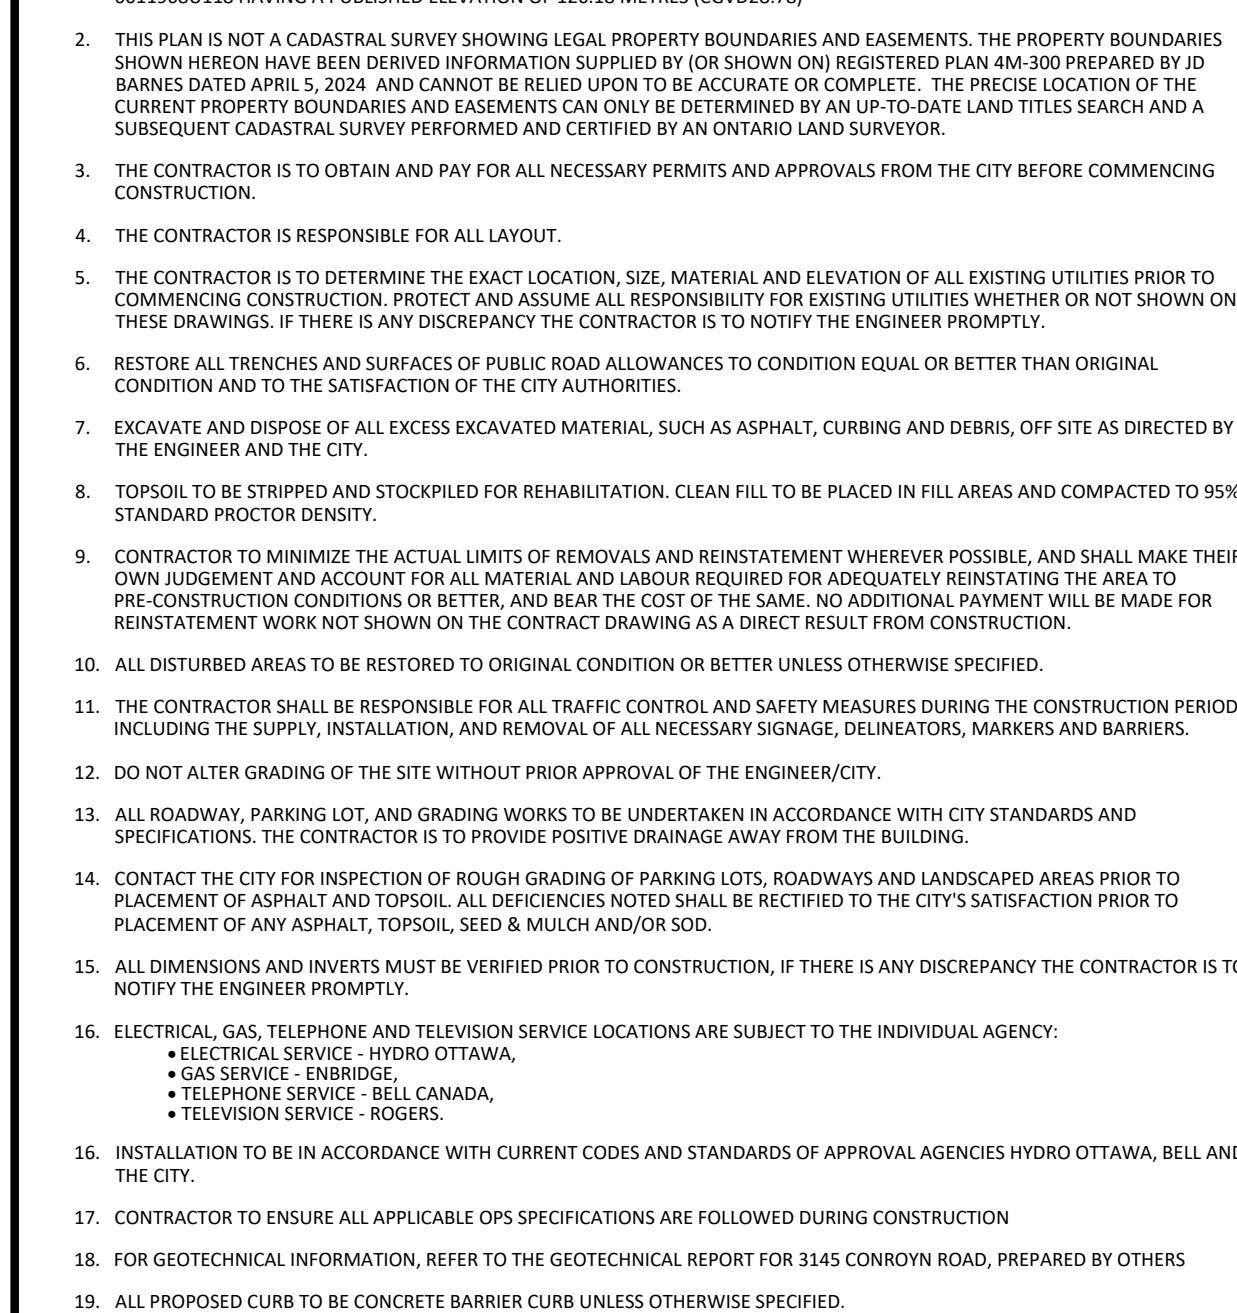 0011968U118 HAVING A PUBLISHED ELEVATION OF 126.18 METRES (CGVD28:78)
2. THIS PLAN IS NOT A CADASTRAL SURVEY SHOWING LEGAL PROPERTY BOUNDARIES AND EASEMENTS. THE PROPERTY BOUNDARIES
SHOWN HEREON HAVE BEEN DERIVED INFORMATION SUPPLIED BY (OR SHOWN ON) REGISTERED PLAN 4M-300 PREPARED BY JD
BARNES DATED APRIL 5, 2024 AND CANNOT BE RELIED UPON TO BE ACCURATE OR COMPLETE. THE PRECISE LOCATION OF THE
CURRENT PROPERTY BOUNDARIES AND EASEMENTS CAN ONLY BE DETERMINED BY AN UP-TO-DATE LAND TITLES SEARCH AND A
SUBSEQUENT CADASTRAL SURVEY PERFORMED AND CERTIFIED BY AN ONTARIO LAND SURVEYOR.
3. THE CONTRACTOR IS TO OBTAIN AND PAY FOR ALL NECESSARY PERMITS AND APPROVALS FROM THE CITY BEFORE COMMENCING
CONSTRUCTION.
4. THE CONTRACTOR IS RESPONSIBLE FOR ALL LAYOUT.
5. THE CONTRACTOR IS TO DETERMINE THE EXACT LOCATION, SIZE, MATERIAL AND ELEVATION OF ALL EXISTING UTILITIES PRIOR TO
COMMENCING CONSTRUCTION. PROTECT AND ASSUME ALL RESPONSIBILITY FOR EXISTING UTILITIES WHETHER OR NOT SHOWN ON
THESE DRAWINGS. IF THERE IS ANY DISCREPANCY THE CONTRACTOR IS TO NOTIFY THE ENGINEER PROMPTLY.
6. RESTORE ALL TRENCHES AND SURFACES OF PUBLIC ROAD ALLOWANCES TO CONDITION EQUAL OR BETTER THAN ORIGINAL
CONDITION AND TO THE SATISFACTION OF THE CITY AUTHORITIES.
7. EXCAVATE AND DISPOSE OF ALL EXCESS EXCAVATED MATERIAL, SUCH AS ASPHALT, CURBING AND DEBRIS, OFF SITE AS DIRECTED BY
THE ENGINEER AND THE CITY.
8. TOPSOIL TO BE STRIPPED AND STOCKPILED FOR REHABILITATION. CLEAN FILL TO BE PLACED IN FILL AREAS AND COMPACTED TO 95%
STANDARD PROCTOR DENSITY.
9. CONTRACTOR TO MINIMIZE THE ACTUAL LIMITS OF REMOVALS AND REINSTATEMENT WHEREVER POSSIBLE, AND SHALL MAKE THEIR
OWN JUDGEMENT AND ACCOUNT FOR ALL MATERIAL AND LABOUR REQUIRED FOR ADEQUATELY REINSTATING THE AREA TO
PRE-CONSTRUCTION CONDITIONS OR BETTER, AND BEAR THE COST OF THE SAME. NO ADDITIONAL PAYMENT WILL BE MADE FOR
REINSTATEMENT WORK NOT SHOWN ON THE CONTRACT DRAWING AS A DIRECT RESULT FROM CONSTRUCTION.
10. ALL DISTURBED AREAS TO BE RESTORED TO ORIGINAL CONDITION OR BETTER UNLESS OTHERWISE SPECIFIED.
11. THE CONTRACTOR SHALL BE RESPONSIBLE FOR ALL TRAFFIC CONTROL AND SAFETY MEASURES DURING THE CONSTRUCTION PERIOD
INCLUDING THE SUPPLY, INSTALLATION, AND REMOVAL OF ALL NECESSARY SIGNAGE, DELINEATORS, MARKERS AND BARRIERS.
12. DO NOT ALTER GRADING OF THE SITE WITHOUT PRIOR APPROVAL OF THE ENGINEER/CITY.
13. ALL ROADWAY, PARKING LOT, AND GRADING WORKS TO BE UNDERTAKEN IN ACCORDANCE WITH CITY STANDARDS AND
SPECIFICATIONS. THE CONTRACTOR IS TO PROVIDE POSITIVE DRAINAGE AWAY FROM THE BUILDING.
14. CONTACT THE CITY FOR INSPECTION OF ROUGH GRADING OF PARKING LOTS, ROADWAYS AND LANDSCAPED AREAS PRIOR TO
PLACEMENT OF ASPHALT AND TOPSOIL. ALL DEFICIENCIES NOTED SHALL BE RECTIFIED TO THE CITY'S SATISFACTION PRIOR TO
PLACEMENT OF ANY ASPHALT, TOPSOIL, SEED & MULCH AND/OR SOD.
15. ALL DIMENSIONS AND INVERTS MUST BE VERIFIED PRIOR TO CONSTRUCTION, IF THERE IS ANY DISCREPANCY THE CONTRACTOR IS TO
NOTIFY THE ENGINEER PROMPTLY.
16. ELECTRICAL, GAS, TELEPHONE AND TELEVISION SERVICE LOCATIONS ARE SUBJECT TO THE INDIVIDUAL AGENCY:
• ELECTRICAL SERVICE - HYDRO OTTAWA,
• GAS SERVICE - ENBRIDGE,
• TELEPHONE SERVICE - BELL CANADA,
• TELEVISION SERVICE - ROGERS.
16. INSTALLATION TO BE IN ACCORDANCE WITH CURRENT CODES AND STANDARDS OF APPROVAL AGENCIES HYDRO OTTAWA, BELL AND
THE CITY.
17. CONTRACTOR TO ENSURE ALL APPLICABLE OPS SPECIFICATIONS ARE FOLLOWED DURING CONSTRUCTION
18. FOR GEOTECHNICAL INFORMATION, REFER TO THE GEOTECHNICAL REPORT FOR 3145 CONROYN ROAD, PREPARED BY OTHERS
19. ALL PROPOSED CURB TO BE CONCRETE BARRIER CURB UNLESS OTHERWISE SPECIFIED.